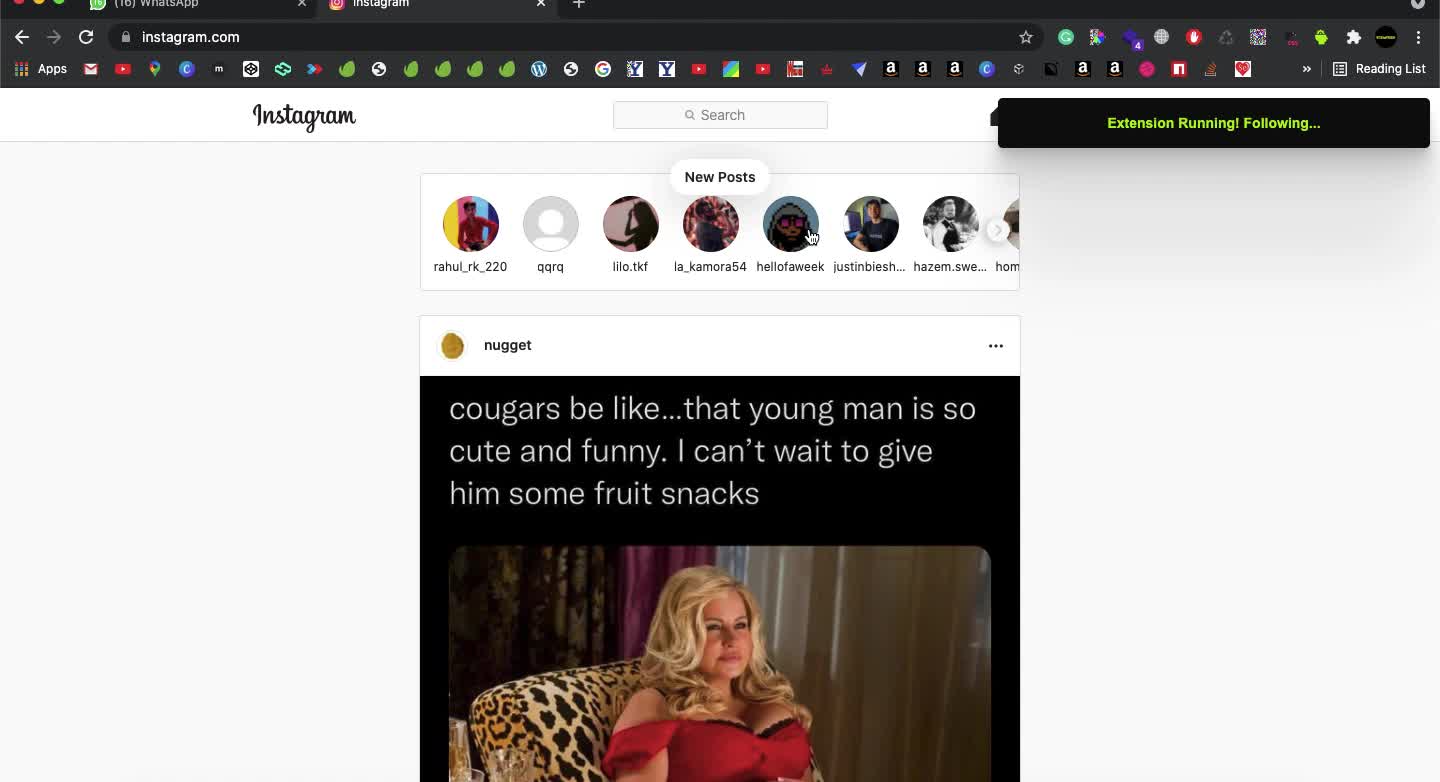 (16) WhatsApp
Instagram
instagram.com
4
Apps
Reading List
Instagram
Search
Extension Running! Following...
New Posts
rahul_rk_220 qqrq lilo.tkf la_kamora54 hellofaweek justinbiesh... hazem.swe... hom
nugget
cougars be like...that young man is so
cute and funny. I can't wait to give
him some fruit snacks